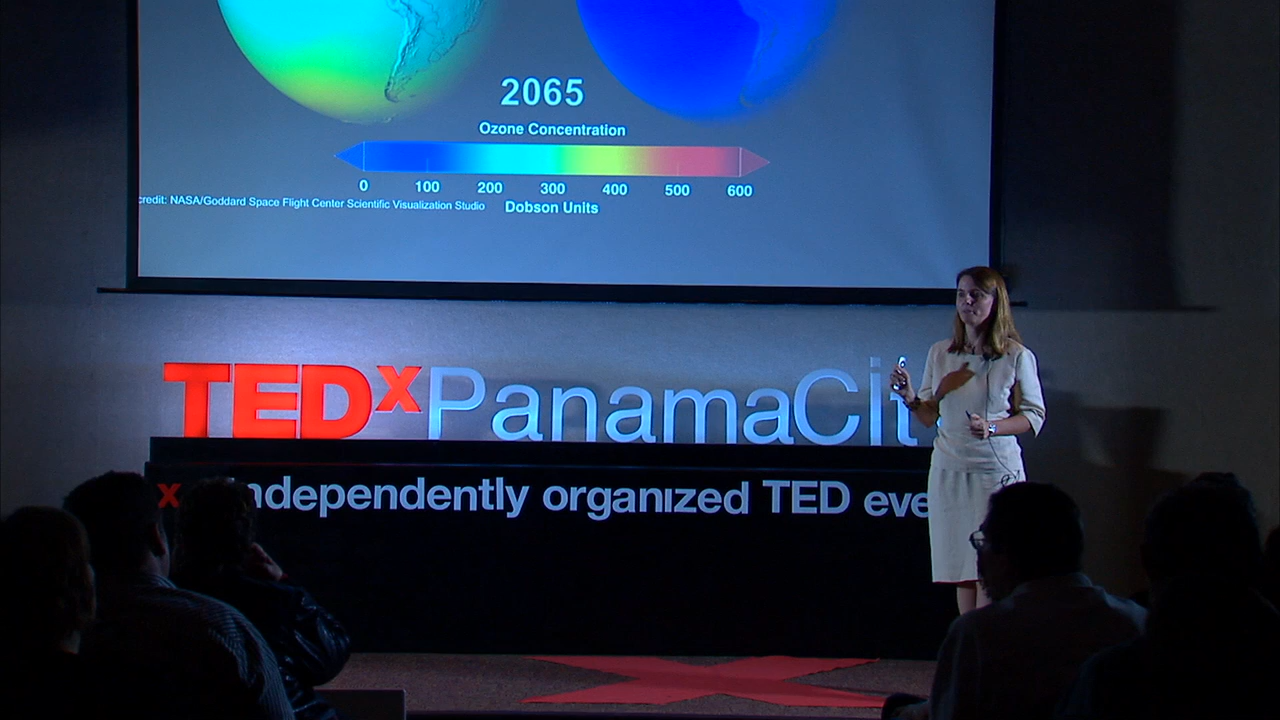 2065
Ozone Concentration
0 100 200 300 400 500 600
credit: NASA/Goddard Space Flight Center Scientific Visualization Studio
Dobson Units
TEDxPanamaCit
x independently organized TED eve